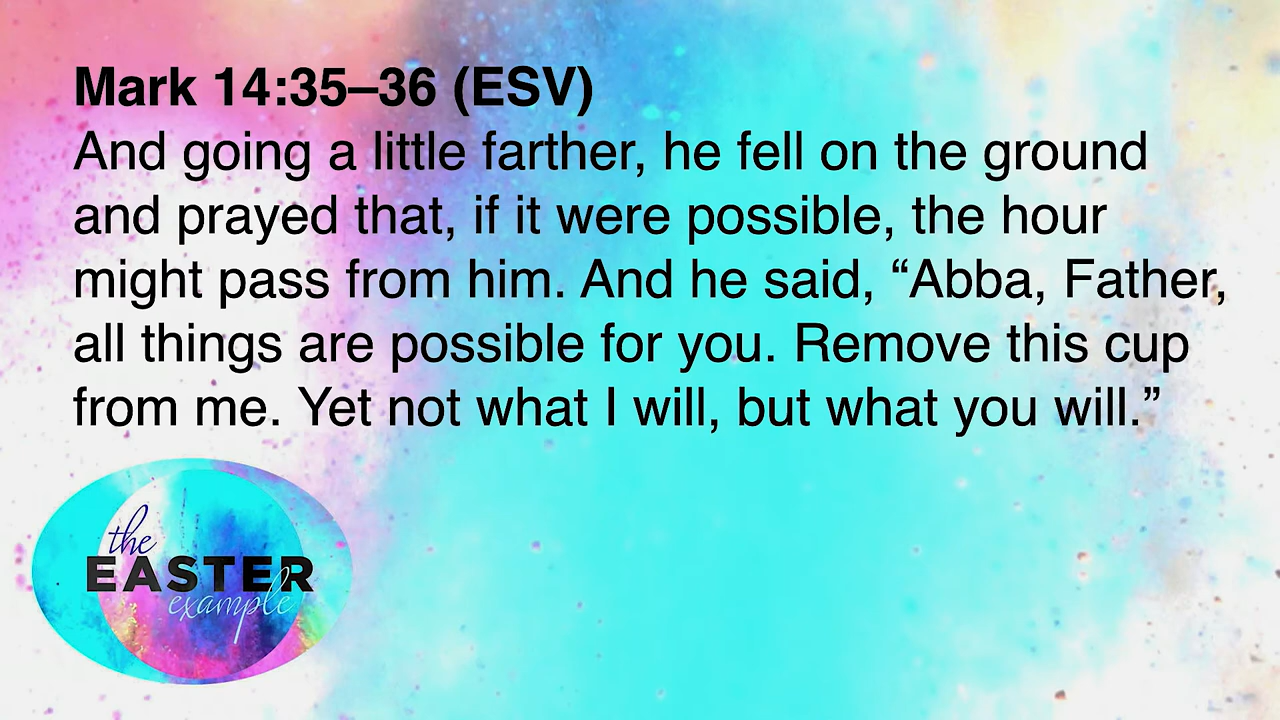 Mark 14:35–36 (ESV)
And going a little farther, he fell on the ground
and prayed that, if it were possible, the hour
might pass from him. And he said, “Abba, Father,
all things are possible for you. Remove this cup
from me. Yet not what I will, but what you will.”
the
EASTER
example